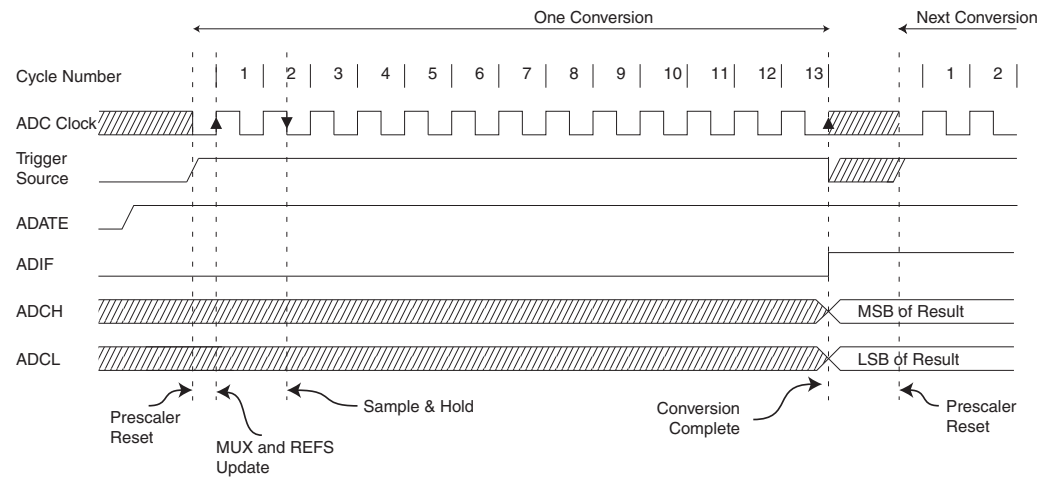 One Conversion
Next Conversion
Cycle Number
1 2 3 4 5 6 7 8 9 10 11 12 13 1 2
ADC Clock
Trigger
Source
ADATE
ADIF
ADCH
MSB of Result
ADCL
LSB of Result
Prescaler
Reset
MUX and REFS
Update
Sample & Hold
Conversion
Complete
Prescaler
Reset